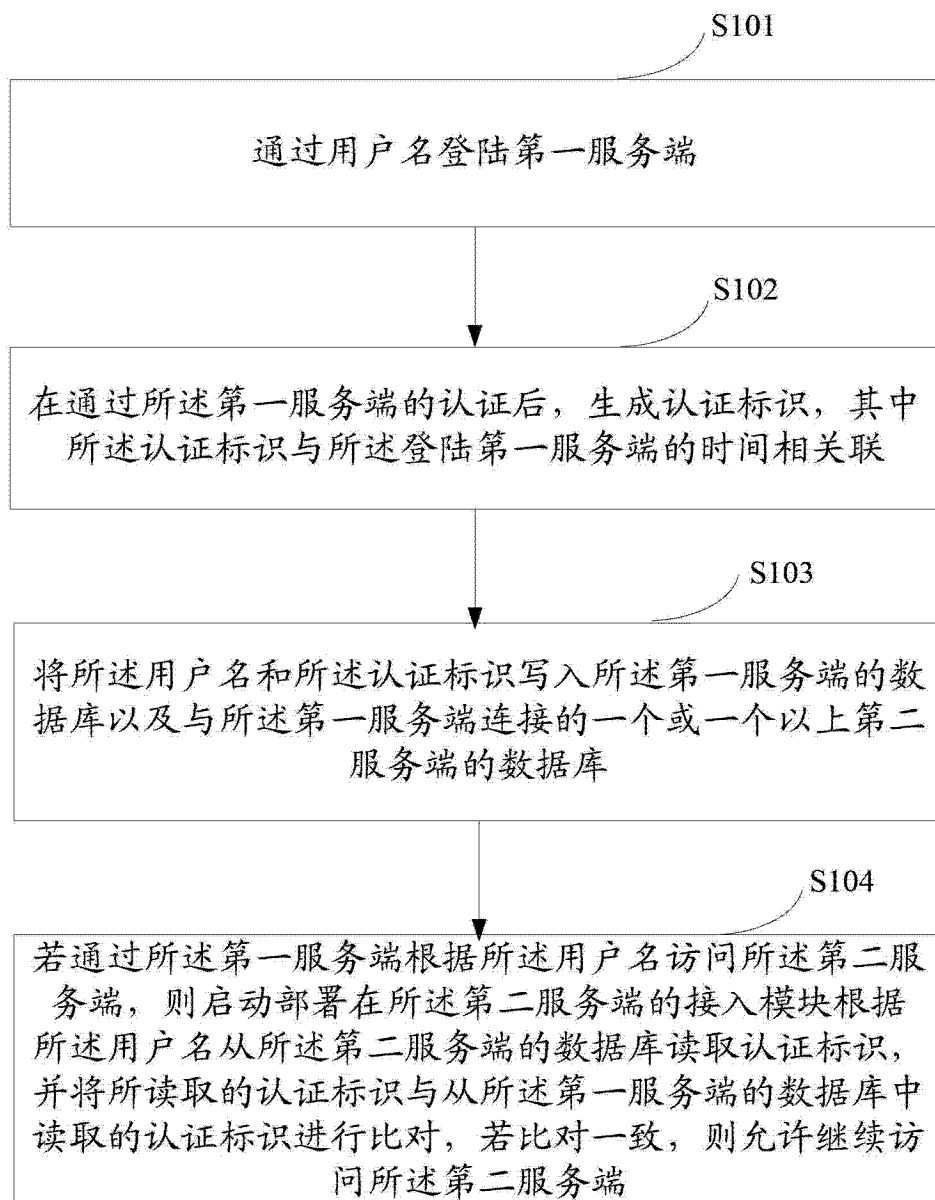 S101
通过用户名登陆第一服务端
S102
在通过所述第一服务端的认证后，生成认证标识，其中
所述认证标识与所述登陆第一服务端的时间相关联
S103
将所述用户名和所述认证标识写入所述第一服务端的数
据库以及与所述第一服务端连接的一个或一个以上第二
服务端的数据库
S104
若通过所述第一服务端根据所述用户名访问所述第二服
务端，则启动部署在所述第二服务端的接入模块根据
所述用户名从所述第二服务端的数据库读取认证标识，
并将所读取的认证标识与从所述第一服务端的数据库中
读取的认证标识进行比对，若比对一致，则允许继续访
问所述第二服务端